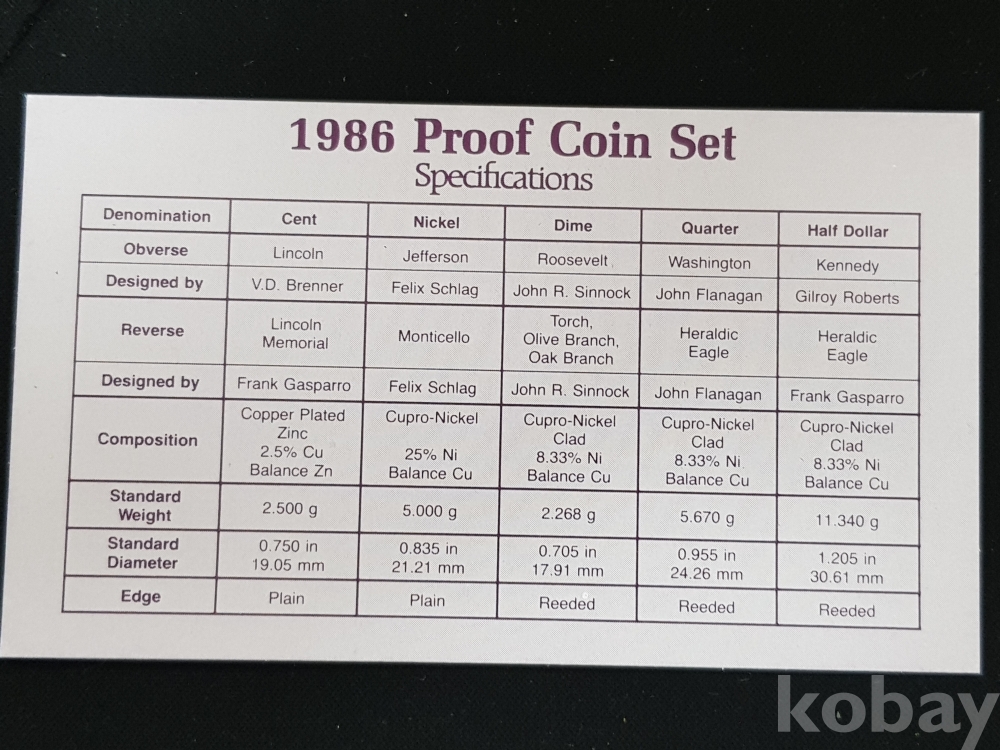 1986 Proof Coin Set
Specifications
Denomination Cent Nickel Dime Quarter Half Dollar
Obverse Lincoln Jefferson Roosevelt Washington Kennedy
Designed by V.D. Brenner Felix Schlag John R. Sinnock John Flanagan Gilroy Roberts
Reverse Lincoln Memorial Monticello Torch, Olive Branch, Oak Branch Heraldic Eagle Heraldic Eagle
Designed by Frank Gasparro Felix Schlag John R. Sinnock John Flanagan Frank Gasparro
Composition Copper Plated Zinc 2.5% Cu Balance Zn Cupro-Nickel 25% Ni Balance Cu Cupro-Nickel Clad 8.33% Ni Balance Cu Cupro-Nickel Clad 8.33% Ni Balance Cu Cupro-Nickel Clad 8.33% Ni Balance Cu
Standard Weight 2.500 g 5.000 g 2.268 g 5.670 g 11.340 g
Standard Diameter 0.750 in 19.05 mm 0.835 in 21.21 mm 0.705 in 17.91 mm 0.955 in 24.26 mm 1.205 in 30.61 mm
Edge Plain Plain Reeded Reeded Reeded
kobay